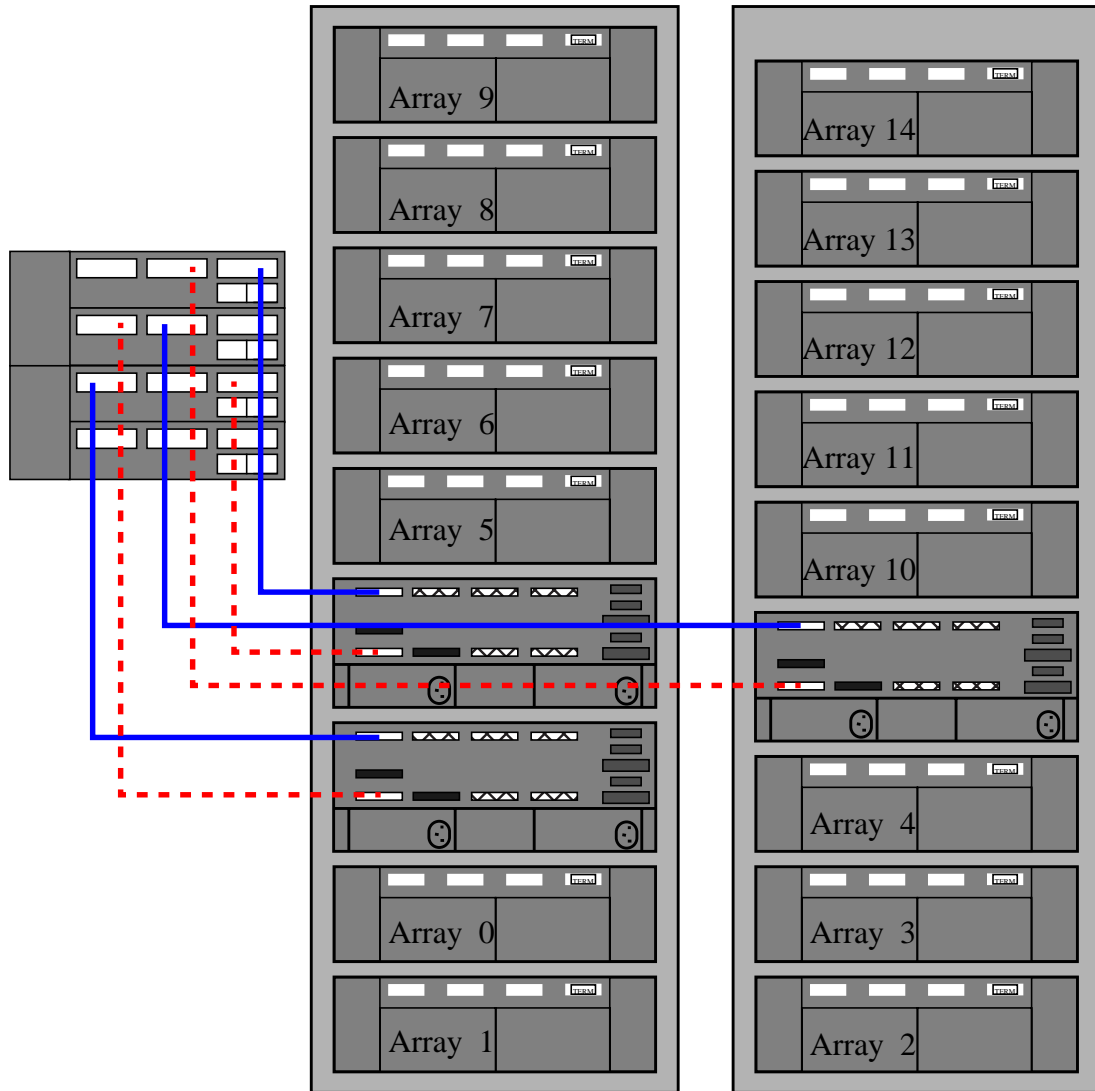 TERM
Array 9
TERM
Array 8
TERM
Array 7
TERM
Array 6
TERM
Array 5
TERM
Array 0
TERM
Array 1
TERM
Array 14
TERM
Array 13
TERM
Array 12
TERM
Array 11
TERM
Array 10
TERM
Array 4
TERM
Array 3
TERM
Array 2